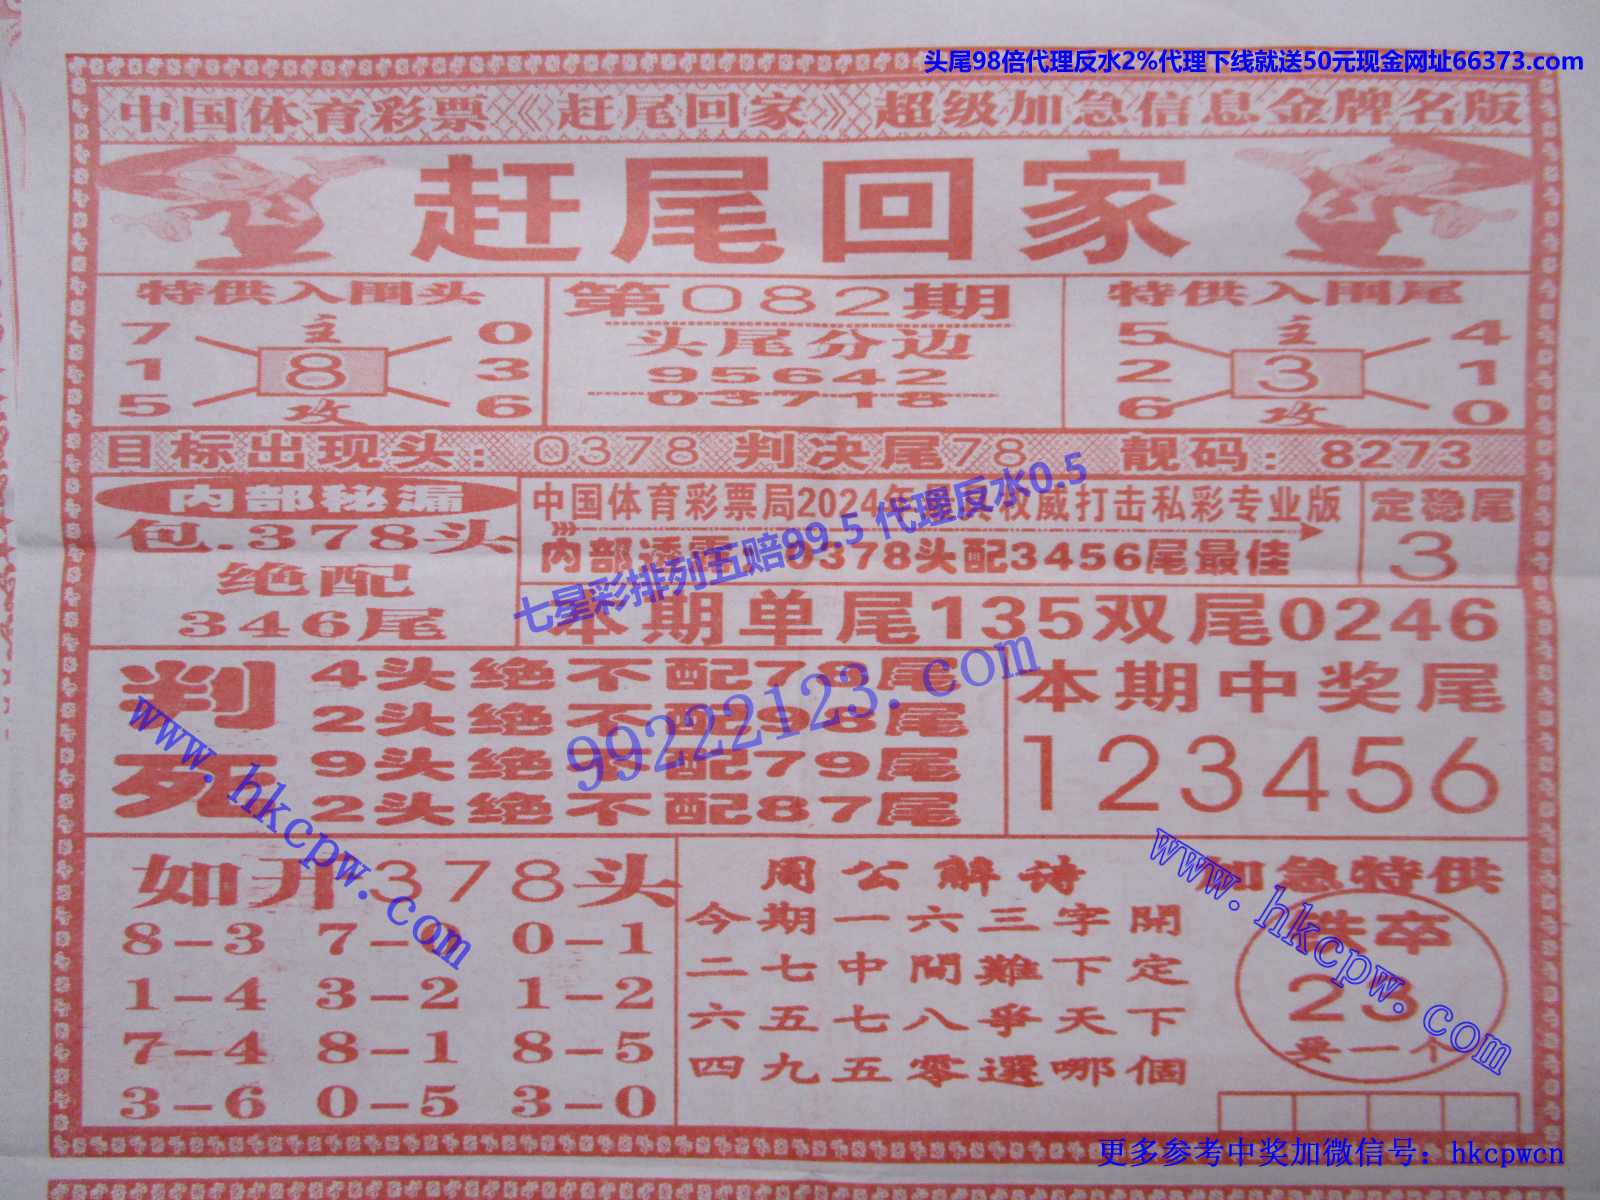 头尾98倍代理反水2%代理下线就送50元现金网址66373.com
中国体育彩票《赶尾回家》超级加急信息金牌名版
赶尾回家
特供入围头
7 主 0
1 8 3
5 攻 6
第082期
头尾分边
95642
03718
特供入围尾
5 主 4
2 3 1
6 攻 0
目标出现头:0378 判决尾78 靓码:8273
内部秘漏
包.378头
绝配
346尾
中国体育彩票局2024年 权威打击私彩专业版
内部透露:0378头配3456尾最佳
定稳尾
3
七星彩排列五赔99.5 代理反水0.5
本期单尾135双尾0246
判死
4头绝不配78尾
2头绝不配98尾
9头绝不配79尾
2头绝不配87尾
99222123.com
本期中奖尾
123456
www.hkcpw.com
如开378头
8-3 7- 0-1
1-4 3-2 1-2
7-4 8-1 8-5
3-6 0-5 3-0
周公解诗
今期一六三字開
二七中間難下定
六五七八爭天下
四九五零選哪個
加急特供
卒
23
买一个
www.hkcpw.com
更多参考中奖加微信号:hkcpwcn